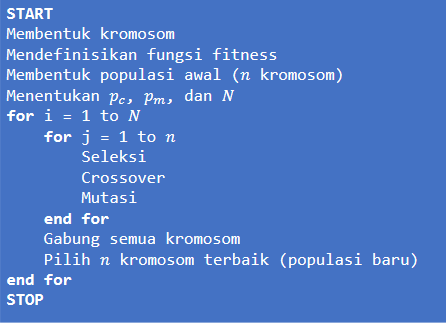 START
Membentuk kromosom
Mendefinisikan fungsi fitness
Membentuk populasi awal (n kromosom)
Menentukan p_c, p_m, dan N
for i = 1 to N
    for j = 1 to n
        Seleksi
        Crossover
        Mutasi
    end for
    Gabung semua kromosom
    Pilih n kromosom terbaik (populasi baru)
end for
STOP